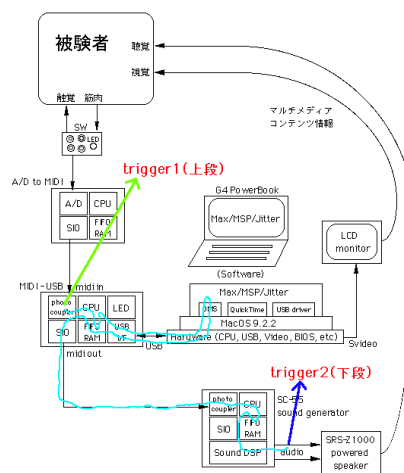 被験者
聴覚
視覚
触覚 筋肉
SW
LED
マルチメディア
コンテンツ情報
trigger1(上段)
A/D to MIDI
A/D CPU
SIO FIFO RAM
G4 PowerBook
Max/MSP/Jitter
(Software)
LCD
monitor
MIDI-USB midi in
photo
coupler CPU LED
SIO FIFO RAM USB I/F
midi out
USB
Max/MSP/Jitter
OMS QuickTime USB driver
MacOS 9.2.2
Hardware (CPU, USB, Video, BIOS, etc)
Svideo
trigger2(下段)
photo
coupler CPU
SC-55
sound generator
SIO FIFO RAM
Sound DSP
audio
SRS-Z1000
powered
speaker